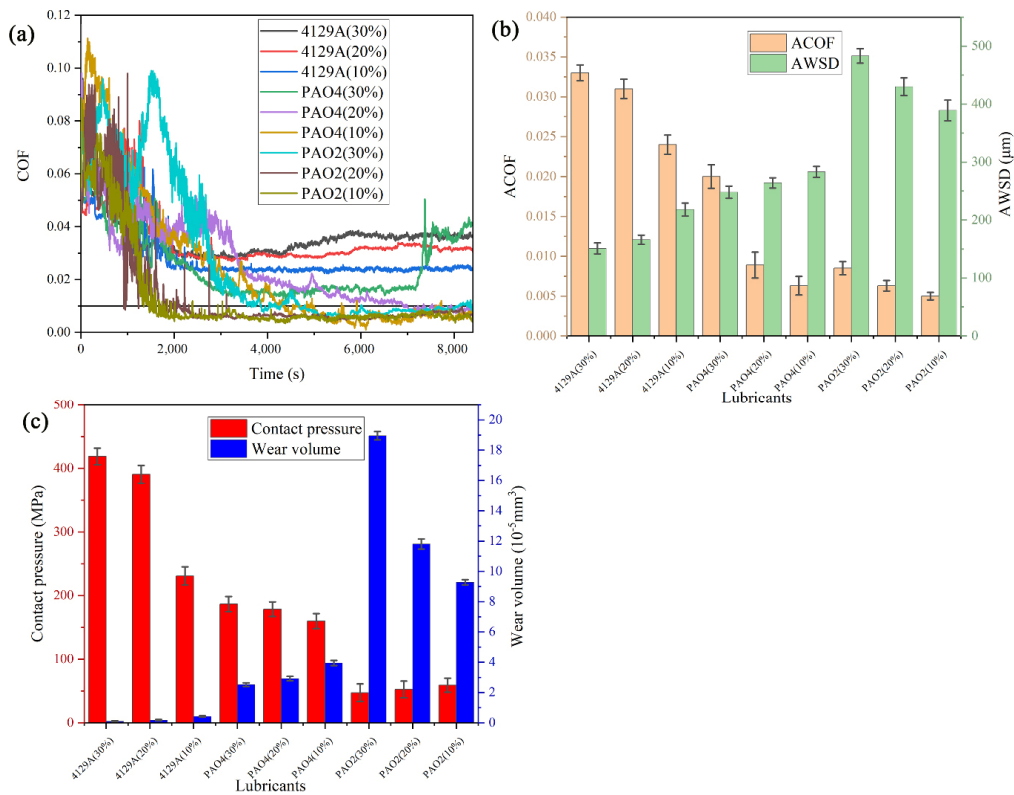 (a)
0.12
0.10
0.08
0.06
0.04
0.02
0.00
COF
0
2,000
4,000
6,000
8,000
Time (s)
4129A(30%)
4129A(20%)
4129A(10%)
PAO4(30%)
PAO4(20%)
PAO4(10%)
PAO2(30%)
PAO2(20%)
PAO2(10%)
(b)
0.040
0.035
0.030
0.025
0.020
0.015
0.010
0.005
0.000
ACOF
ACOF
AWSD
500
400
300
200
100
0
AWSD (μm)
4129A(30%)
4129A(20%)
4129A(10%)
PAO4(30%)
PAO4(20%)
PAO4(10%)
PAO2(30%)
PAO2(20%)
PAO2(10%)
Lubricants
(c)
500
400
300
200
100
0
Contact pressure (MPa)
Contact pressure
Wear volume
21
20
18
16
14
12
10
9
8
6
4
2
0
Wear volume (10⁻⁵mm³)
4129A(30%)
4129A(20%)
4129A(10%)
PAO4(30%)
PAO4(20%)
PAO4(10%)
PAO2(30%)
PAO2(20%)
PAO2(10%)
Lubricants